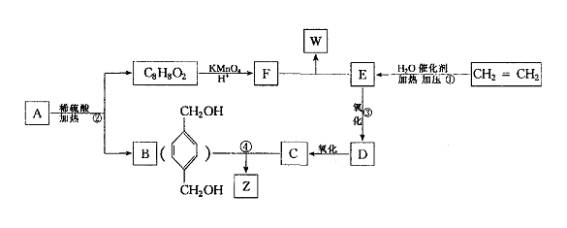 W
C₈H₈O₂ KMnO₄ H⁺ F E H₂O 催化剂 加热 加压 ① CH₂ = CH₂
A 稀硫酸 加热 ② CH₂OH 氧化 ③
B ( ) ④ C 氧化 D
CH₂OH Z